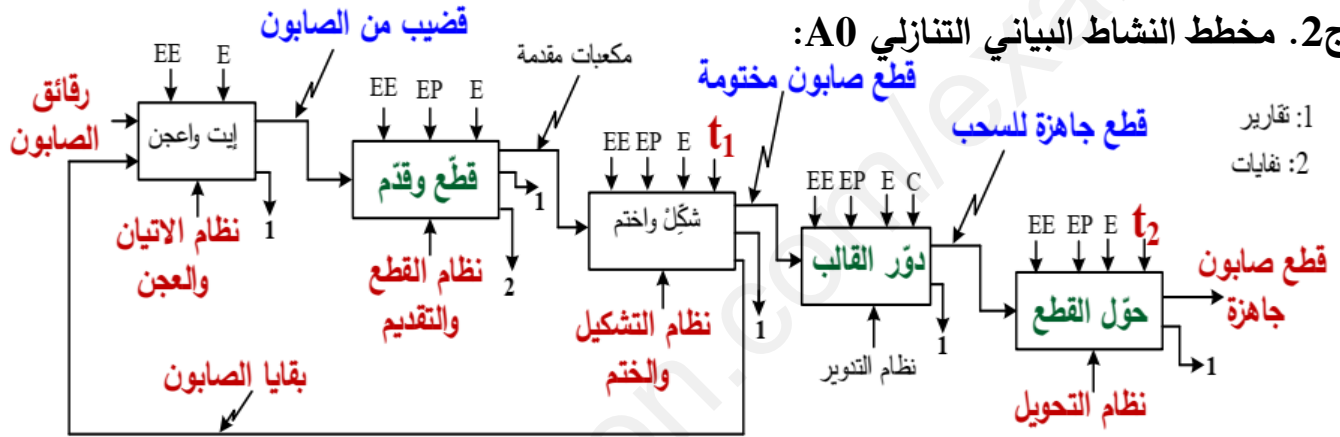 ج2. مخطط النشاط البياني التنازلي A0:
1: تقارير
2: نفايات
رقائق
الصابون
EE E
إيت واعجن
1
نظام الاتيان
والعجن
قضيب من الصابون
EE EP E
قطّع وقدّم
1
2
نظام القطع
والتقديم
مكعبات مقدمة
EE EP E t1
شكِّلْ واختم
1
نظام التشكيل
والختم
قطع صابون مختومة
EE EP E C
دوّر القالب
1
نظام التدوير
قطع جاهزة للسحب
EE EP E t2
حوّل القطع
1
نظام التحويل
قطع صابون
جاهزة
بقايا الصابون